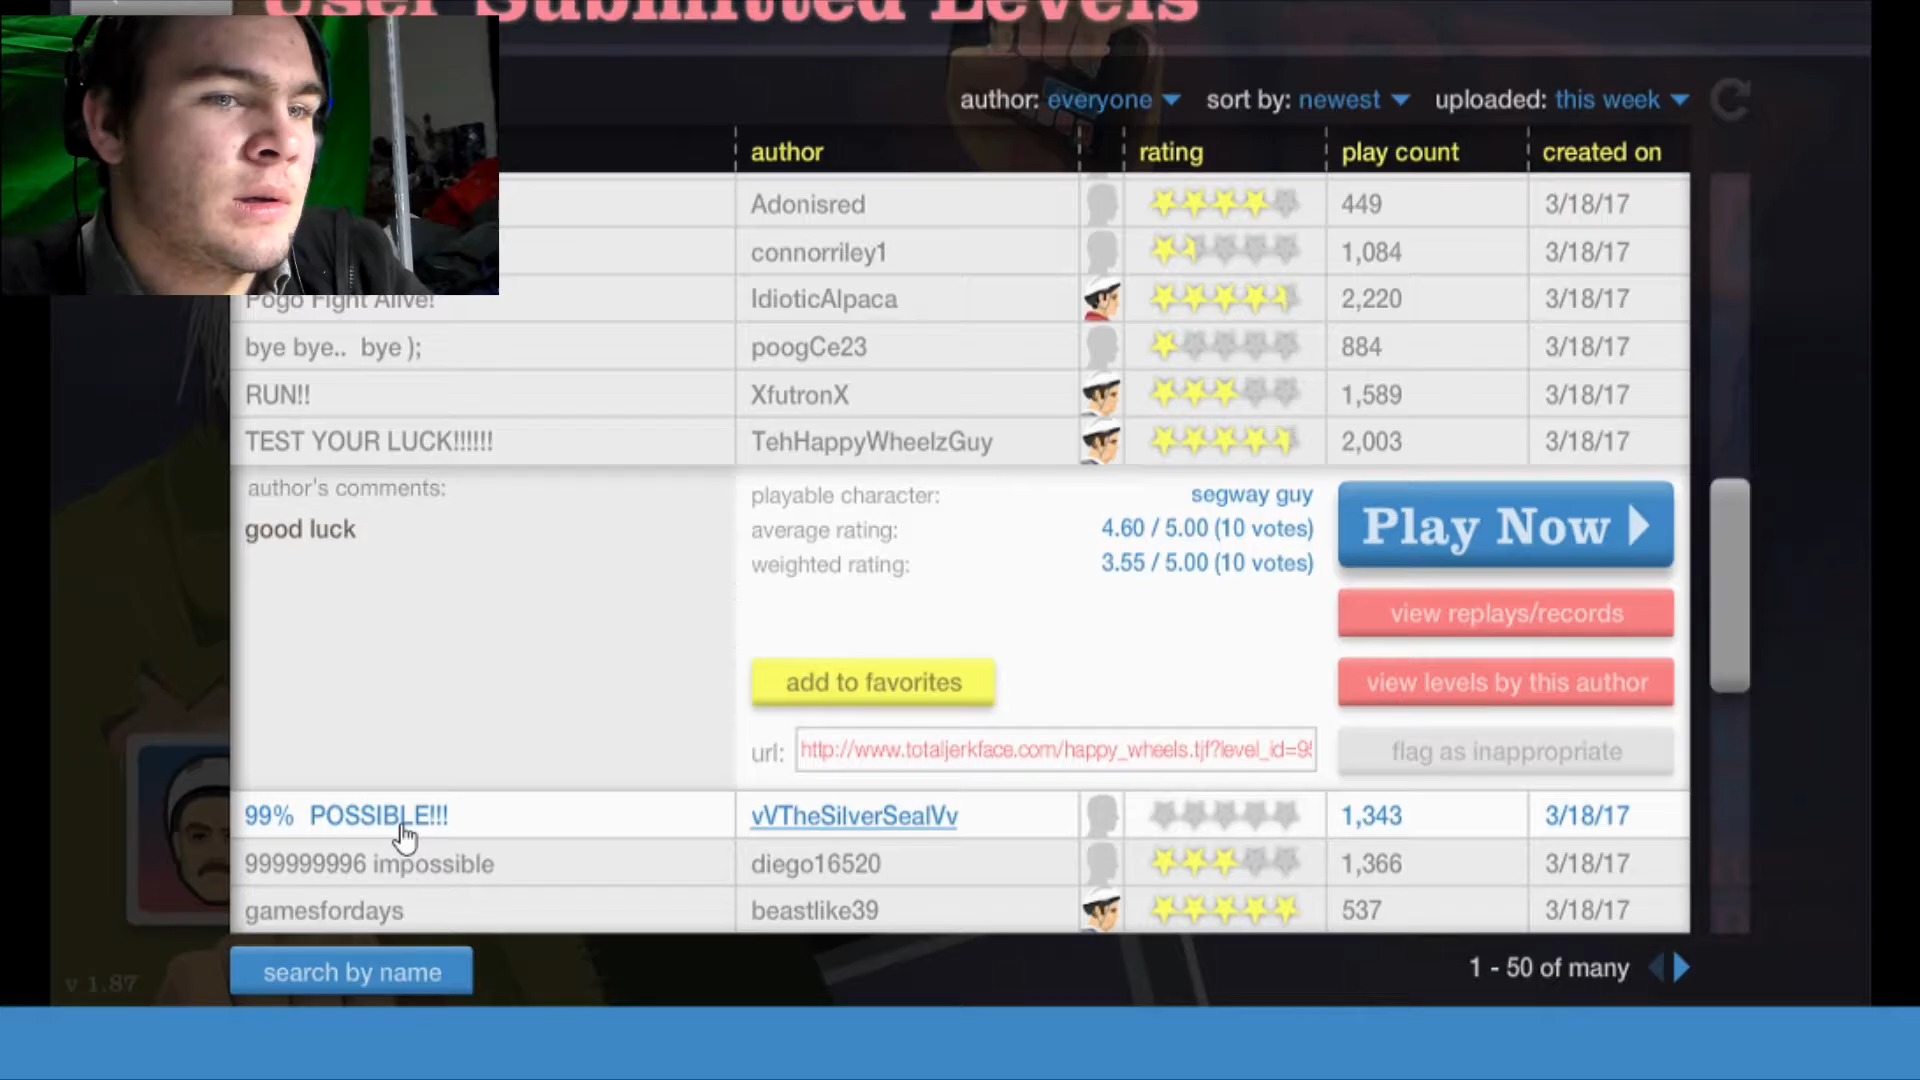 User Submitted Levels
author: everyone sort by: newest uploaded: this week
author rating play count created on
Adonisred 449 3/18/17
connorriley1 1,084 3/18/17
Pogo Fight Alive! IdioticAlpaca 2,220 3/18/17
bye bye.. bye ); poogCe23 884 3/18/17
RUN!! XfutronX 1,589 3/18/17
TEST YOUR LUCK!!!!!! TehHappyWheelzGuy 2,003 3/18/17
author's comments:
good luck
playable character: segway guy
average rating: 4.60 / 5.00 (10 votes)
weighted rating: 3.55 / 5.00 (10 votes)
Play Now
view replays/records
add to favorites
view levels by this author
url: http://www.totaljerkface.com/happy_wheels.tjf?level_id=9
flag as inappropriate
99% POSSIBLE!!! vVTheSilverSealVv 1,343 3/18/17
999999996 impossible diego16520 1,366 3/18/17
gamesfordays beastlike39 537 3/18/17
v 1.87
search by name
1 - 50 of many